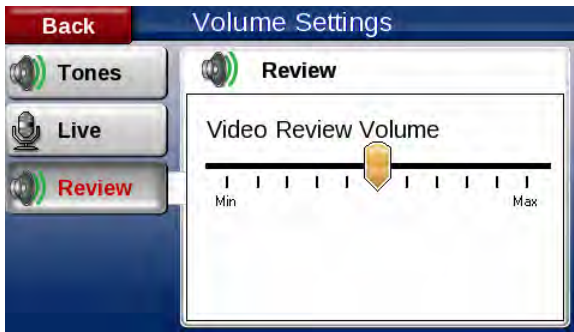 Back
Volume Settings
Tones
Live
Review
Review
Video Review Volume
Min
Max